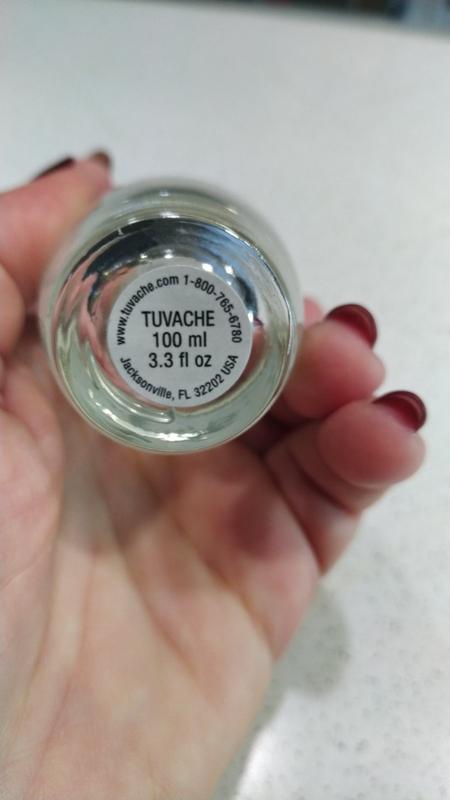 www.tuvache.com 1-800-765-6780
TUVACHE
100 ml
3.3 fl oz
Jacksonville, FL 32202 USA